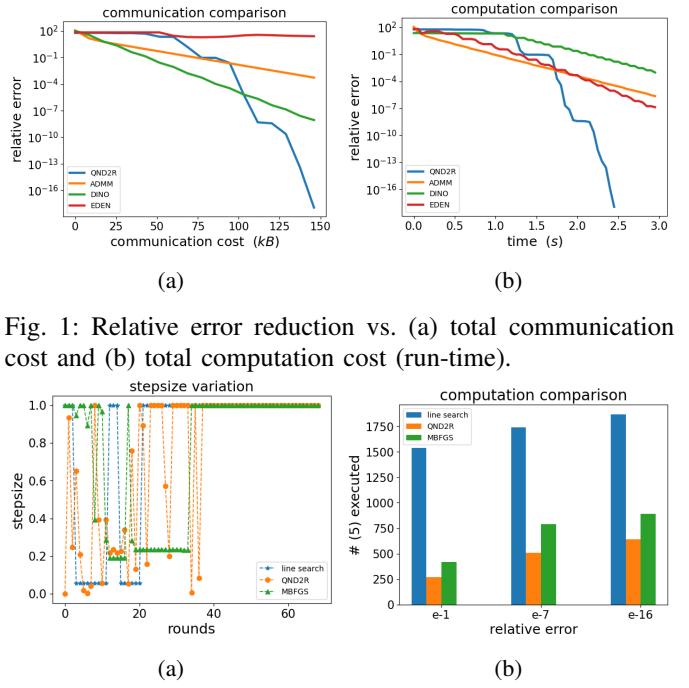 communication comparison
10^2
10^-1
10^-4
10^-7
10^-10
10^-13
10^-16
relative error
QND2R
ADMM
DINO
EDEN
0 25 50 75 100 125 150
communication cost (kB)
(a)
computation comparison
10^2
10^-1
10^-4
10^-7
10^-10
10^-13
10^-16
relative error
QND2R
ADMM
DINO
EDEN
0.0 0.5 1.0 1.5 2.0 2.5 3.0
time (s)
(b)
Fig. 1: Relative error reduction vs. (a) total communication
cost and (b) total computation cost (run-time).
stepsize variation
1.0
0.8
0.6
0.4
0.2
0.0
stepsize
line search
QND2R
MBFGS
0 20 40 60
rounds
(a)
computation comparison
1750
1500
1250
1000
750
500
250
0
# (5) executed
line search
QND2R
MBFGS
e-1 e-7 e-16
relative error
(b)